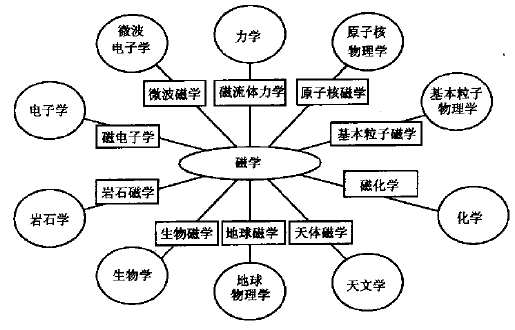 微波
电子学
力学
原子核
物理学
微波磁学
磁流体力学
原子核磁学
电子学
基本粒子
物理学
磁电子学
基本粒子磁学
磁学
岩石磁学
磁化学
岩石学
化学
生物磁学
地球磁学
天体磁学
生物学
地球
物理学
天文学